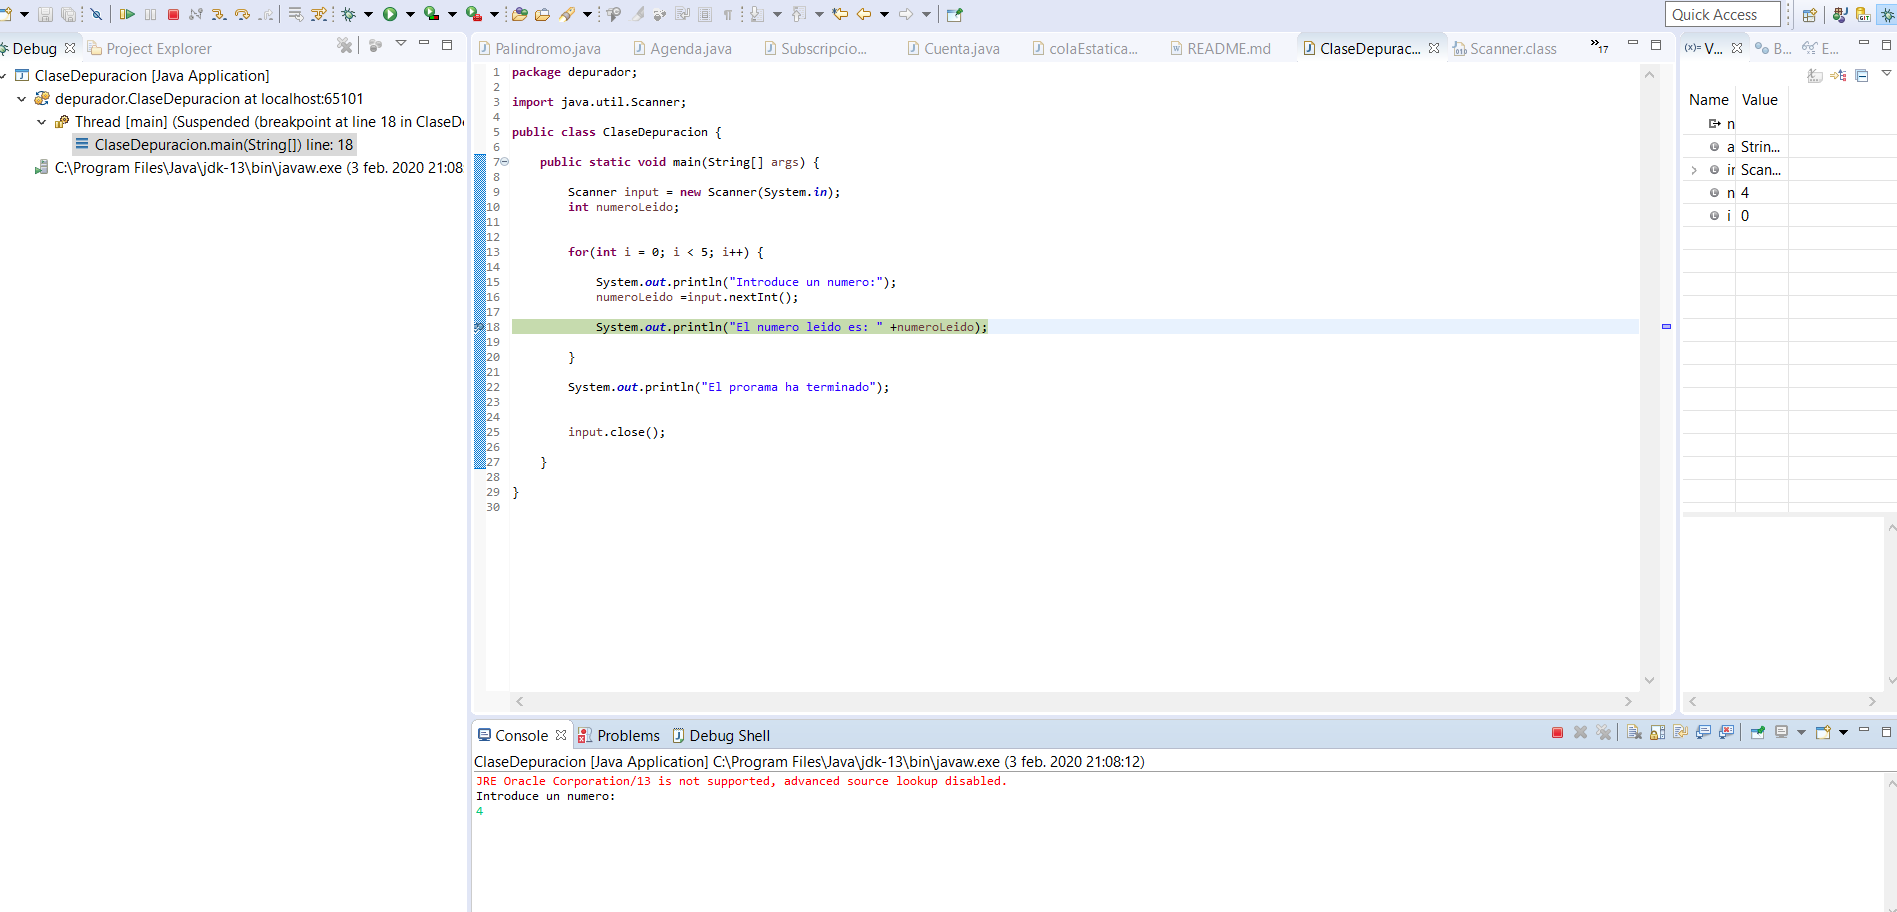 Quick Access
Debug
Project Explorer
ClaseDepuracion [Java Application]
depurador.ClaseDepuracion at localhost:65101
Thread [main] (Suspended (breakpoint at line 18 in ClaseD
ClaseDepuracion.main(String[]) line: 18
C:\Program Files\Java\jdk-13\bin\javaw.exe (3 feb. 2020 21:08
Palindromo.java
Agenda.java
Subscripcio...
Cuenta.java
colaEstatica...
README.md
ClaseDepurac...
Scanner.class
»17
1 package depurador;
2
3 import java.util.Scanner;
4
5 public class ClaseDepuracion {
6
7 public static void main(String[] args) {
8
9 Scanner input = new Scanner(System.in);
10 int numeroLeido;
11
12
13 for(int i = 0; i < 5; i++) {
14
15 System.out.println("Introduce un numero:");
16 numeroLeido =input.nextInt();
17
18 System.out.println("El numero leido es: " +numeroLeido);
19
20 }
21
22 System.out.println("El prorama ha terminado");
23
24
25 input.close();
26
27 }
28
29 }
30
(x)= V...
B...
E...
Name Value
n
a Strin...
Scan...
n 4
i 0
Console
Problems
Debug Shell
ClaseDepuracion [Java Application] C:\Program Files\Java\jdk-13\bin\javaw.exe (3 feb. 2020 21:08:12)
JRE Oracle Corporation/13 is not supported, advanced source lookup disabled.
Introduce un numero:
4